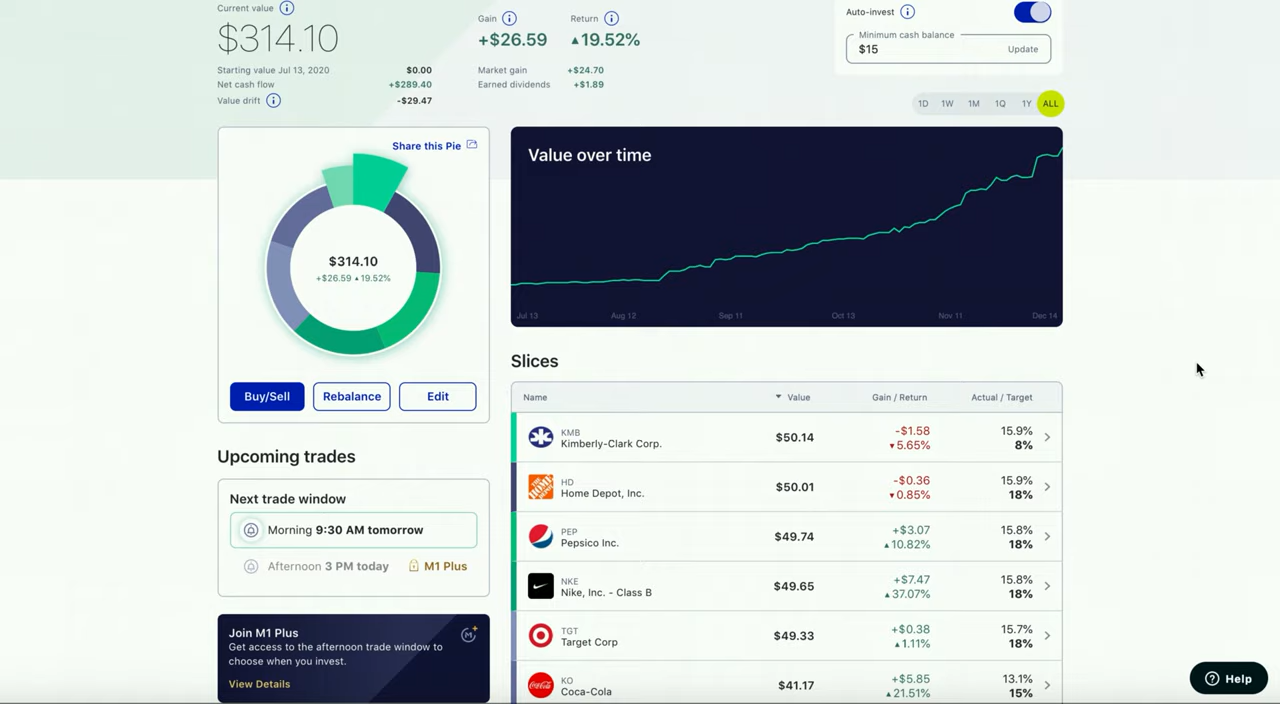 Current value
$314.10
Starting value Jul 13, 2020 $0.00
Net cash flow +$289.40
Value drift -$29.47
Gain Return
+$26.59 ▲19.52%
Market gain +$24.70
Earned dividends +$1.89
Auto-invest
Minimum cash balance
$15 Update
1D 1W 1M 1Q 1Y ALL
Share this Pie
$314.10
+$26.59 ▲19.52%
Buy/Sell Rebalance Edit
Value over time
Jul 13 Aug 12 Sep 11 Oct 13 Nov 11 Dec 14
Upcoming trades
Next trade window
Morning 9:30 AM tomorrow
Afternoon 3 PM today M1 Plus
Join M1 Plus
Get access to the afternoon trade window to
choose when you invest.
View Details
Slices
Name ▼ Value Gain / Return Actual / Target
KMB
Kimberly-Clark Corp.
$50.14
-$1.58
▼5.65%
15.9%
8%
HD
Home Depot, Inc.
$50.01
-$0.36
▼0.85%
15.9%
18%
PEP
Pepsico Inc.
$49.74
+$3.07
▲10.82%
15.8%
18%
NKE
Nike, Inc. - Class B
$49.65
+$7.47
▲37.07%
15.8%
18%
TGT
Target Corp
$49.33
+$0.38
▲1.11%
15.7%
18%
KO
Coca-Cola
$41.17
+$5.85
▲21.51%
13.1%
15%
Help